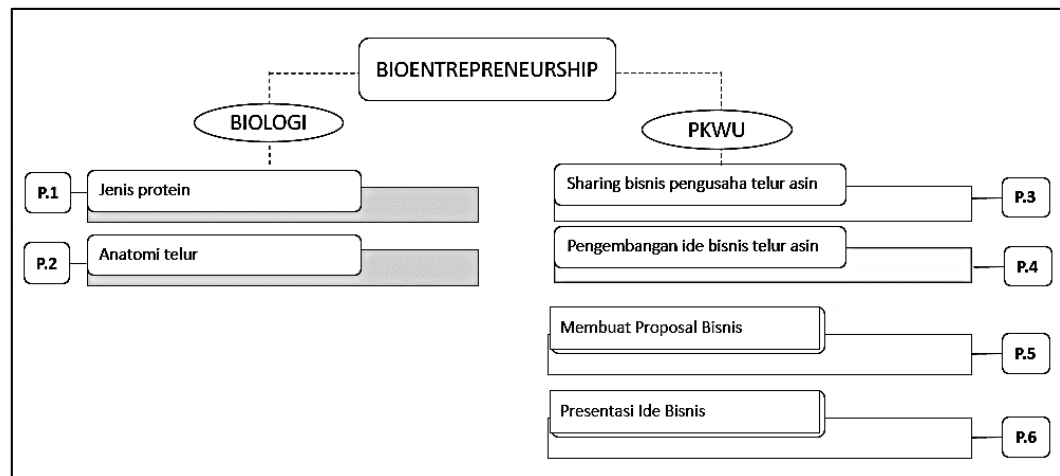 BIOENTREPRENEURSHIP
BIOLOGI
P.1
Jenis protein
P.2
Anatomi telur
PKWU
Sharing bisnis pengusaha telur asin
P.3
Pengembangan ide bisnis telur asin
P.4
Membuat Proposal Bisnis
P.5
Presentasi Ide Bisnis
P.6